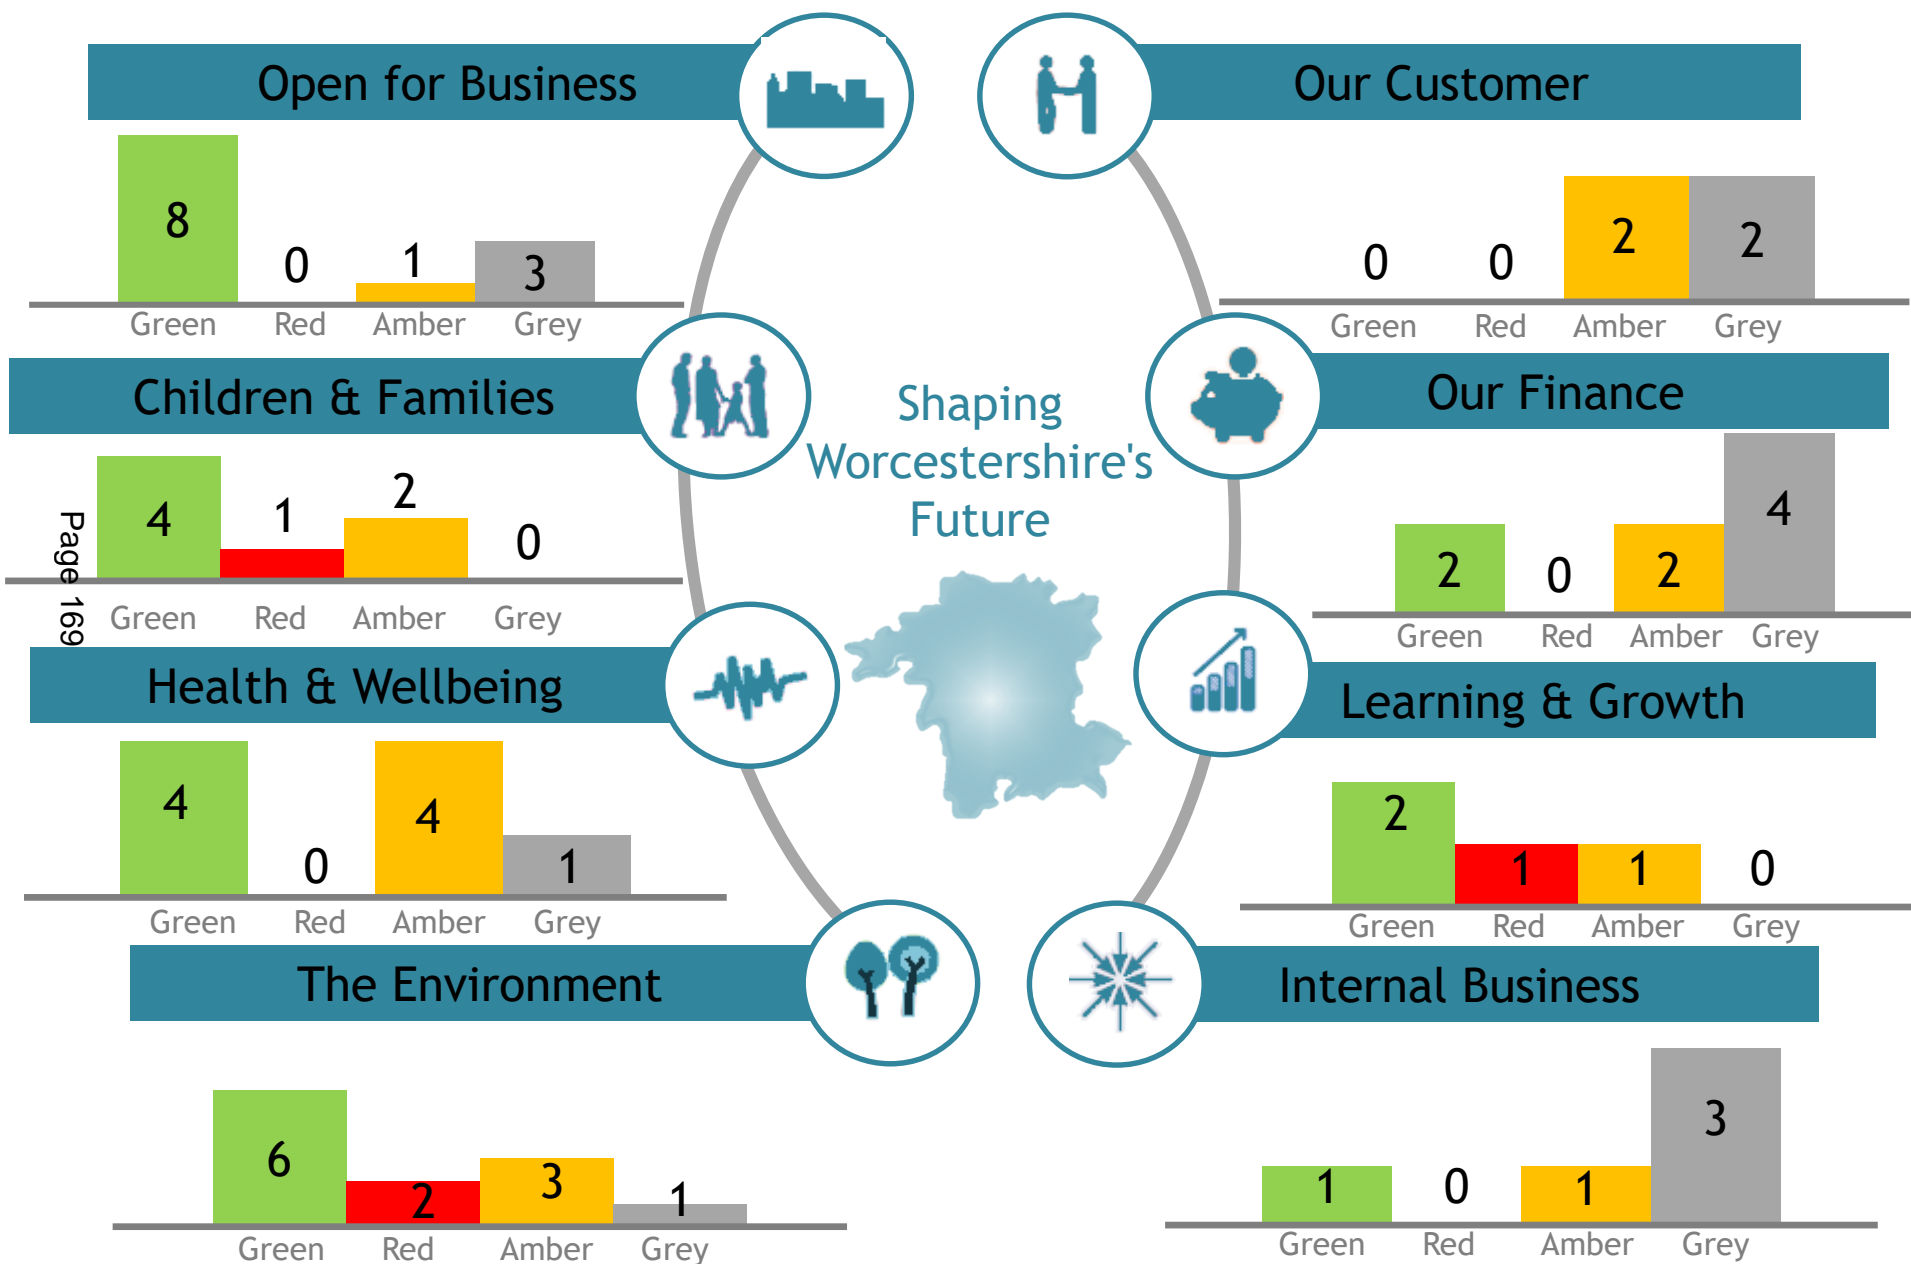 Open for Business
8
0
1
3
Green Red Amber Grey
Children & Families
4
1
2
0
Green Red Amber Grey
Page 169
Health & Wellbeing
4
0
4
1
Green Red Amber Grey
The Environment
6
2
3
1
Green Red Amber Grey
Shaping
Worcestershire's
Future
Our Customer
0
0
2
2
Green Red Amber Grey
Our Finance
2
0
2
4
Green Red Amber Grey
Learning & Growth
2
1
1
0
Green Red Amber Grey
Internal Business
1
0
1
3
Green Red Amber Grey